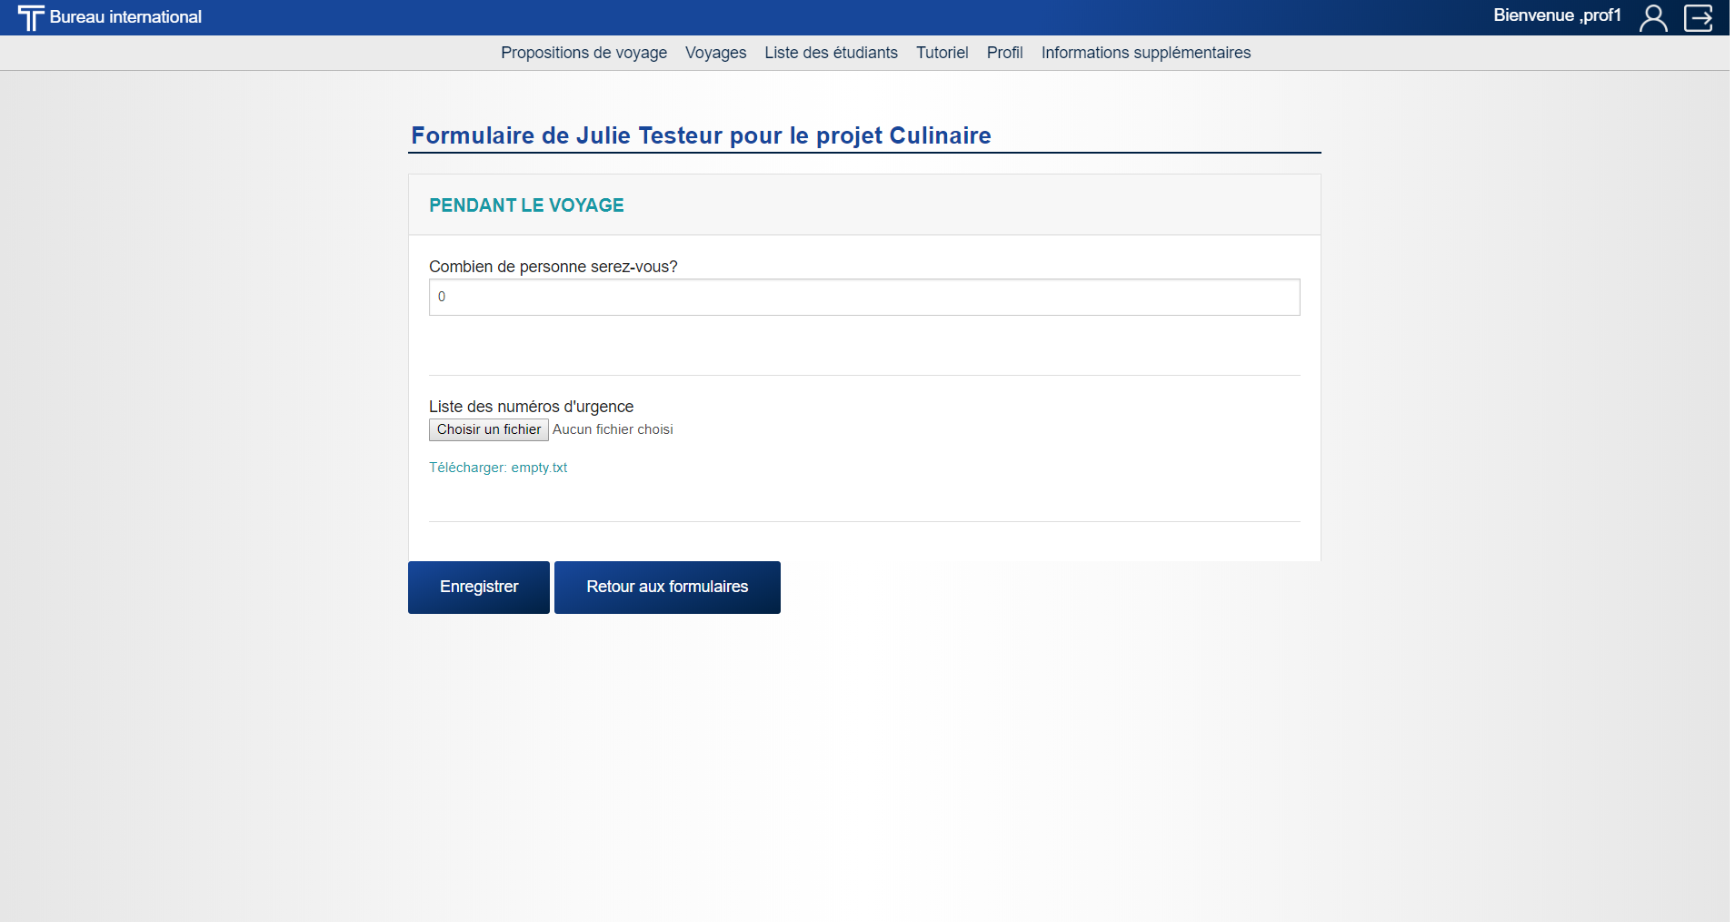 Bureau international
Bienvenue ,prof1
Propositions de voyage Voyages Liste des étudiants Tutoriel Profil Informations supplémentaires
Formulaire de Julie Testeur pour le projet Culinaire
PENDANT LE VOYAGE
Combien de personne serez-vous?
0
Liste des numéros d'urgence
Choisir un fichier Aucun fichier choisi
Télécharger: empty.txt
Enregistrer Retour aux formulaires